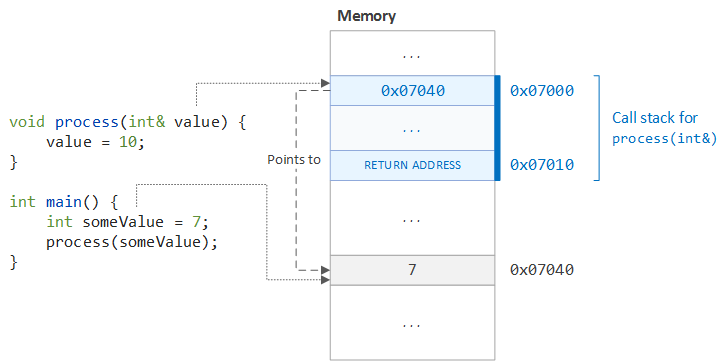 Memory
...
0x07040
0x07000
void process(int& value) {
    value = 10;
}
...
Call stack for
process(int&)
Points to
RETURN ADDRESS
0x07010
int main() {
    int someValue = 7;
    process(someValue);
}
...
7
0x07040
...